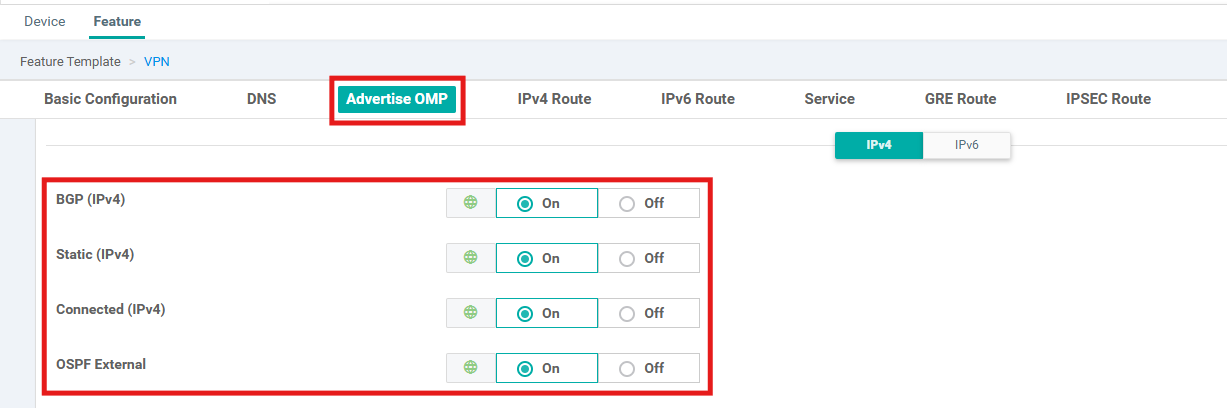 Device Feature
Feature Template > VPN
Basic Configuration DNS Advertise OMP IPv4 Route IPv6 Route Service GRE Route IPSEC Route
IPv4 IPv6
BGP (IPv4) On Off
Static (IPv4) On Off
Connected (IPv4) On Off
OSPF External On Off